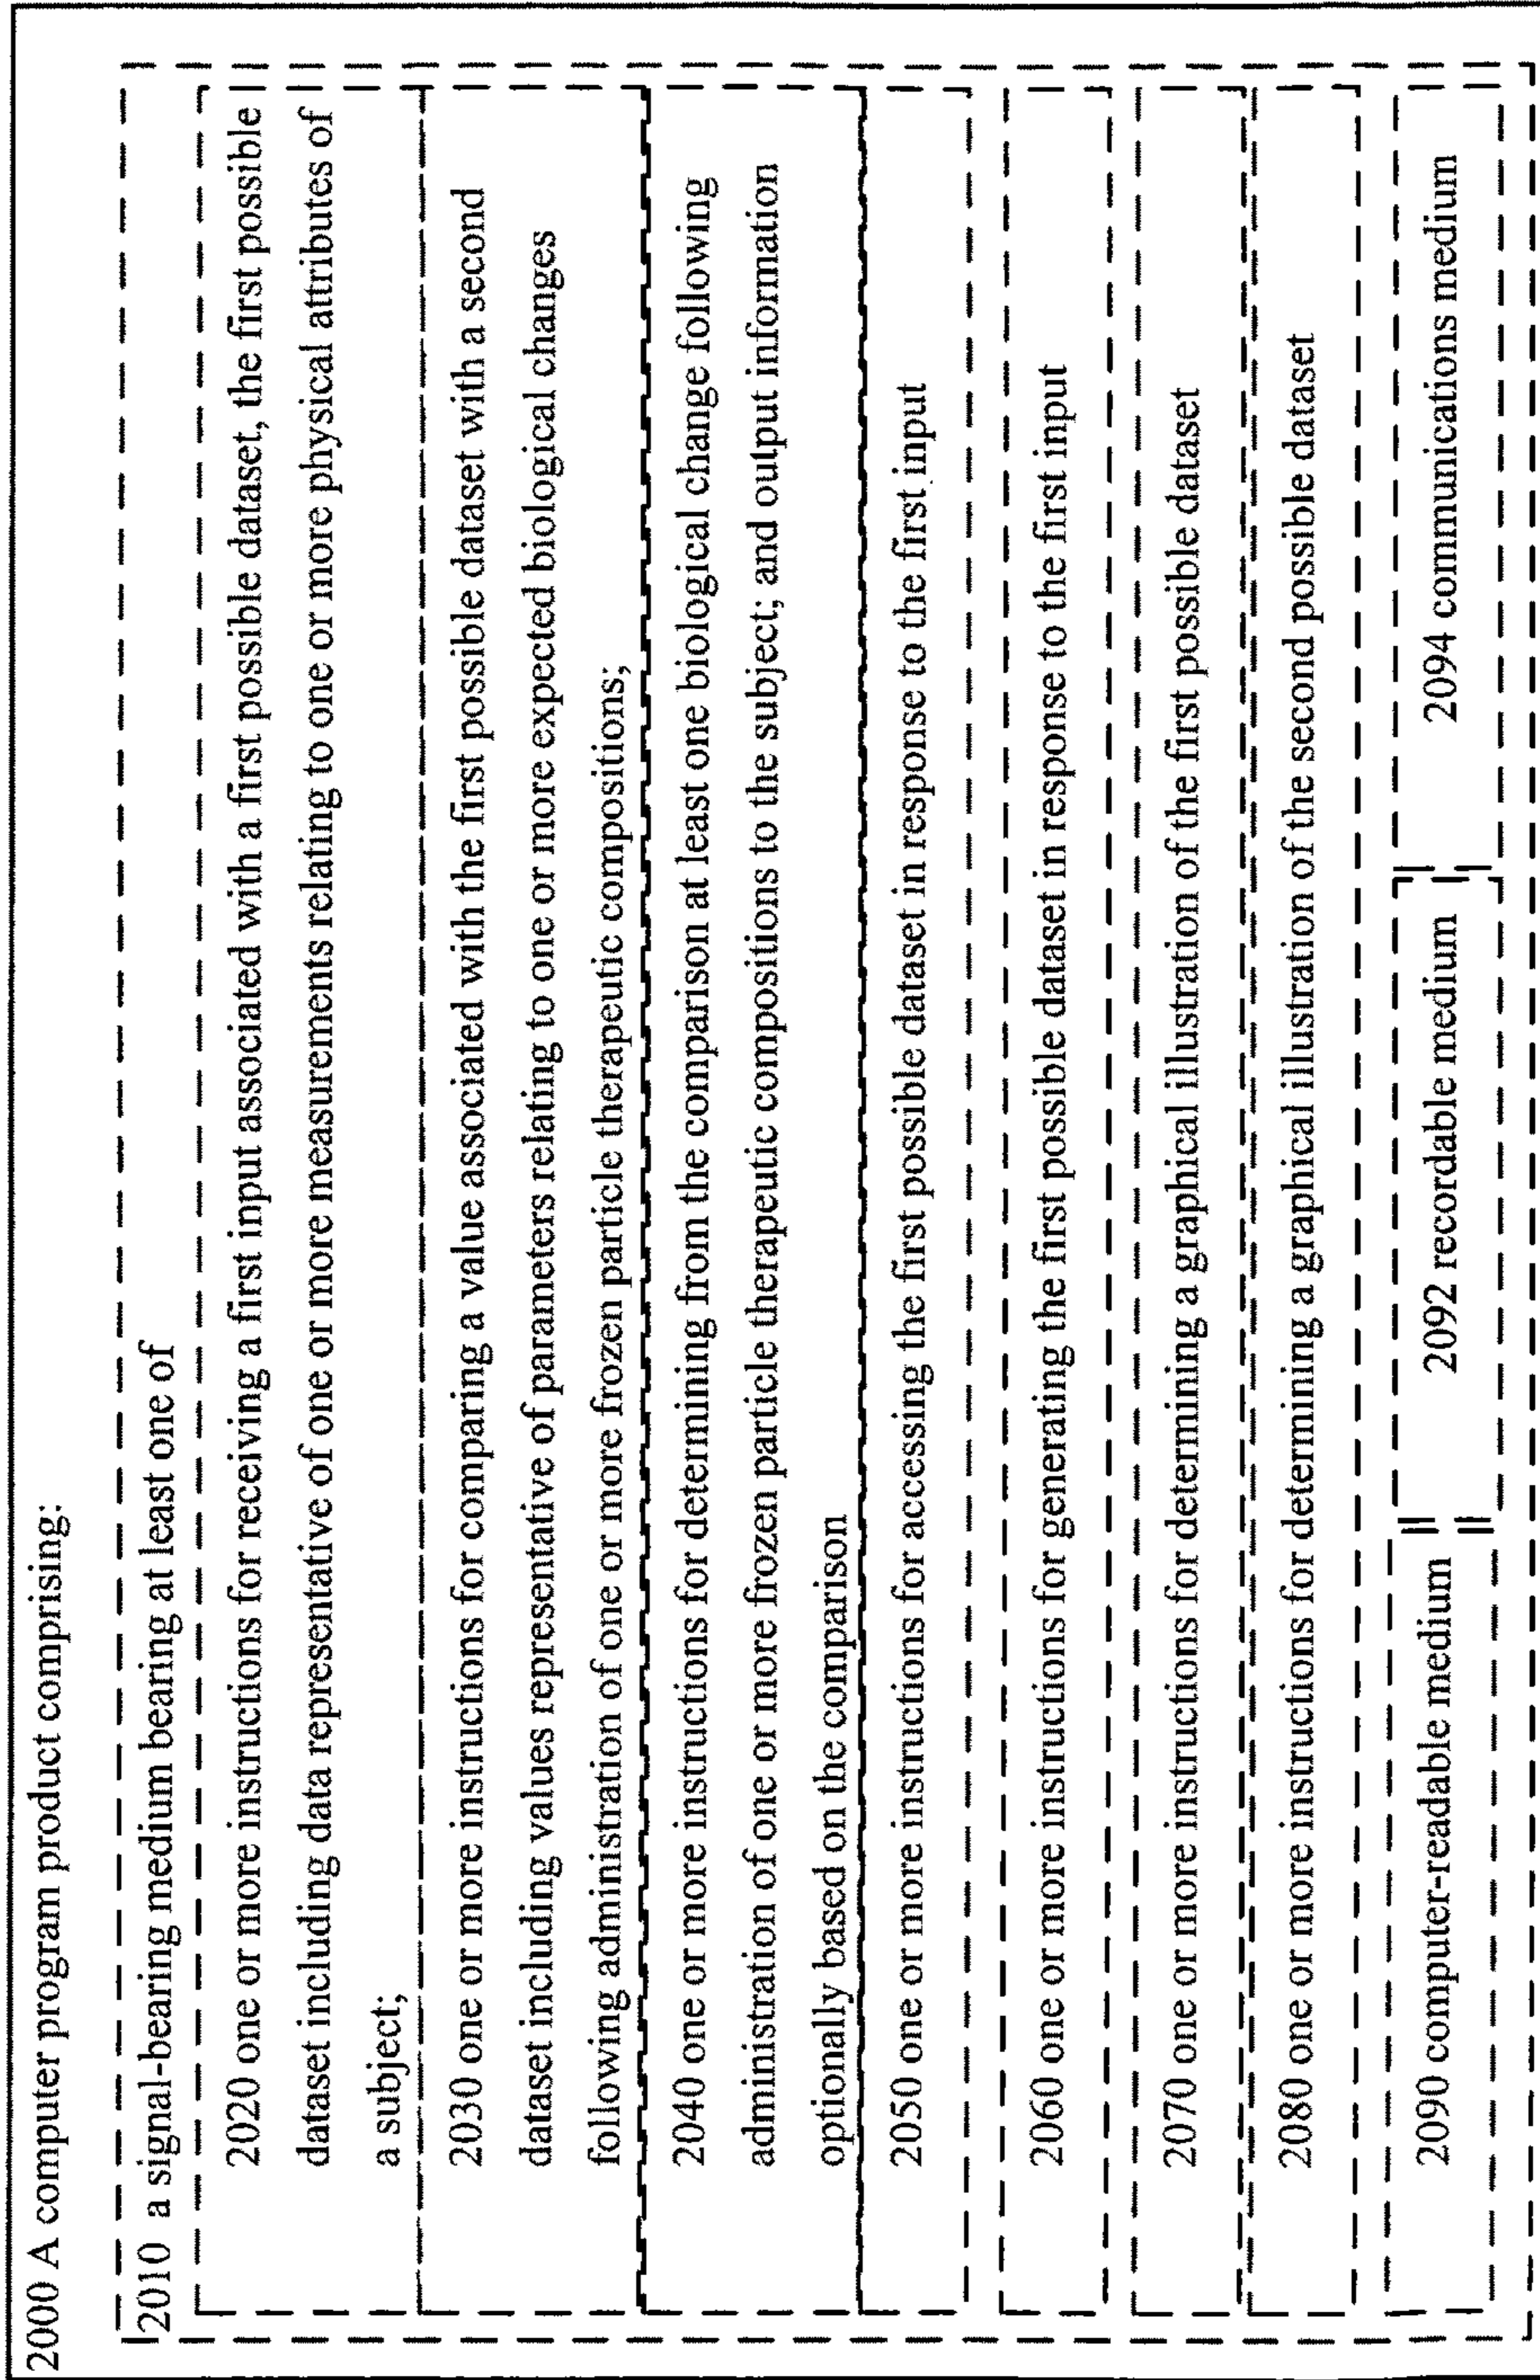 2000 A computer program product comprising:
2010 a signal-bearing medium bearing at least one of
2020 one or more instructions for receiving a first input associated with a first possible dataset, the first possible
dataset including data representative of one or more measurements relating to one or more physical attributes of
a subject;
2030 one or more instructions for comparing a value associated with the first possible dataset with a second
dataset including values representative of parameters relating to one or more expected biological changes
following administration of one or more frozen particle therapeutic compositions;
2040 one or more instructions for determining from the comparison at least one biological change following
administration of one or more frozen particle therapeutic compositions to the subject; and output information
optionally based on the comparison
2050 one or more instructions for accessing the first possible dataset in response to the first input
2060 one or more instructions for generating the first possible dataset in response to the first input
2070 one or more instructions for determining a graphical illustration of the first possible dataset
2080 one or more instructions for determining a graphical illustration of the second possible dataset
2090 computer-readable medium
2092 recordable medium
2094 communications medium